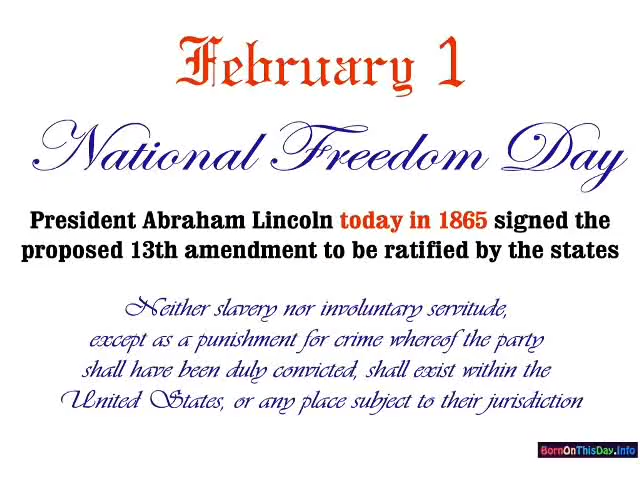 February 1
National Freedom Day
President Abraham Lincoln today in 1865 signed the
proposed 13th amendment to be ratified by the states
Neither slavery nor involuntary servitude,
except as a punishment for crime whereof the party
shall have been duly convicted, shall exist within the
United States, or any place subject to their jurisdiction
BornOnThisDay.Info